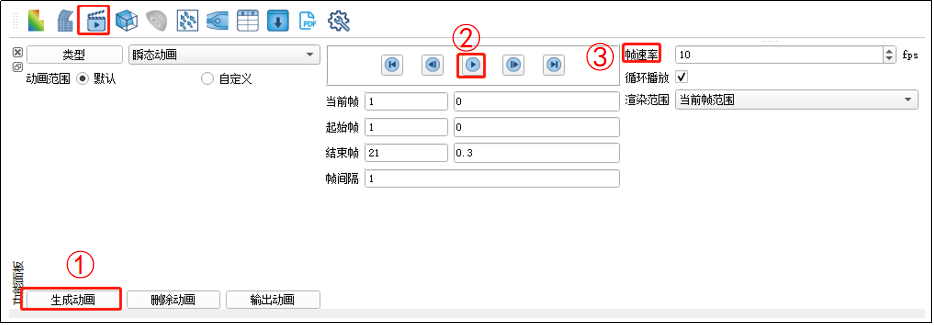 PDF
②
类型 瞬态动画
③ 帧速率 10 fps
动画范围 默认 自定义
循环播放
当前帧 1 0
渲染范围 当前帧范围
起始帧 1 0
结束帧 21 0.3
帧间隔 1
①
功能面板
生成动画 删除动画 输出动画